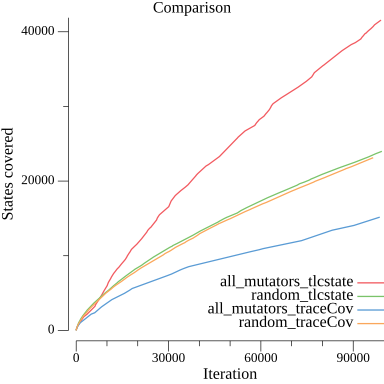 Comparison
States covered
40000
20000
0
all_mutators_tlcstate
random_tlcstate
all_mutators_traceCov
random_traceCov
0 30000 60000 90000
Iteration